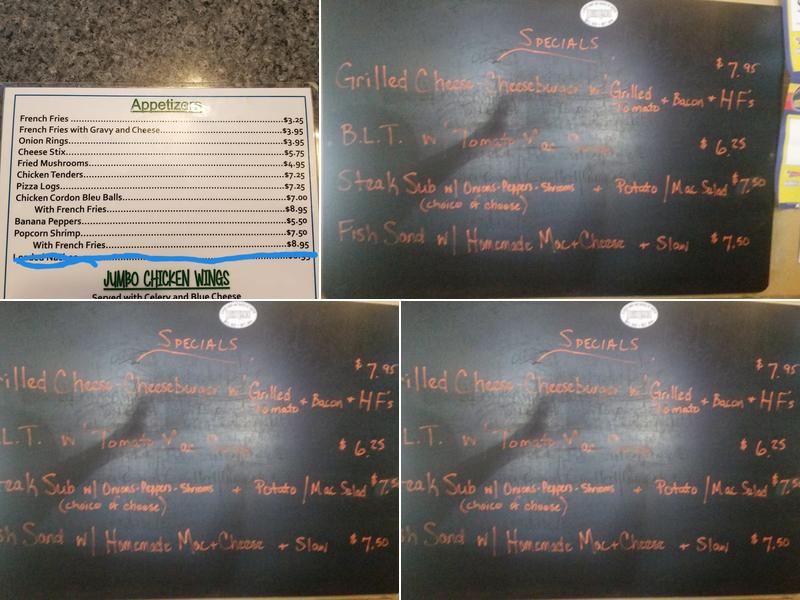 Appetizers
French Fries $3.25
French Fries with Gravy and Cheese $3.95
Onion Rings $3.95
Cheese Stix $5.75
Fried Mushrooms $4.95
Chicken Tenders $7.25
Pizza Logs $7.25
Chicken Cordon Bleu Balls $7.00
With French Fries $8.95
Banana Peppers $5.50
Popcorn Shrimp $7.50
With French Fries $8.95
JUMBO CHICKEN WINGS
Served with Celery and Blue Cheese
SPECIALS
$7.95
Grilled Cheese-Cheeseburger w/ Grilled Tomato + Bacon + HF's
B.L.T. w/ Tomato Mac $6.25
Steak Sub w/ Onions-Peppers-Shrooms + Potato/Mac Salad $7.50
(choice of cheese)
Fish Sand w/ Homemade Mac+Cheese + Slaw $7.50
SPECIALS
$7.95
rilled Cheese-Cheeseburger w/ Grilled Tomato + Bacon + HF's
L.T. w/ Tomato $6.25
eak Sub w/ Onions-Peppers-Shrooms + Potato/Mac Salad $7.5
(choice of cheese)
sh Sand w/ Homemade Mac+Cheese + Slaw $7.50
SPECIALS
$7.95
rilled Cheese-Cheeseburger w/ Grilled Tomato + Bacon + HF's
L.T. w/ Tomato $6.25
eak Sub w/ Onions-Peppers-Shrooms + Potato/Mac Salad $7.5
(choice of cheese)
sh Sand w/ Homemade Mac+Cheese + Slaw $7.50